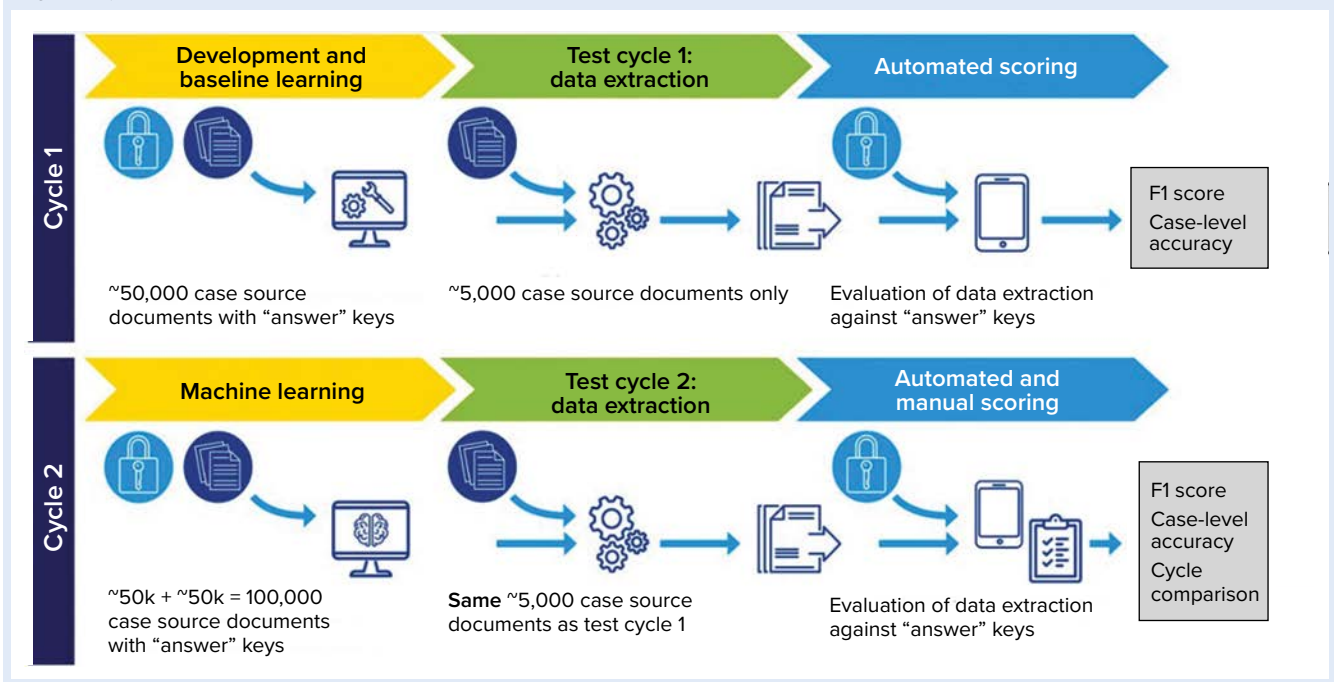 Cycle 1
Development and
baseline learning
Test cycle 1:
data extraction
Automated scoring
~50,000 case source
documents with “answer” keys
~5,000 case source documents only
Evaluation of data extraction
against “answer” keys
F1 score
Case-level
accuracy
Cycle 2
Machine learning
Test cycle 2:
data extraction
Automated and
manual scoring
~50k + ~50k = 100,000
case source documents
with “answer” keys
Same ~5,000 case source
documents as test cycle 1
Evaluation of data extraction
against “answer” keys
F1 score
Case-level
accuracy
Cycle
comparison